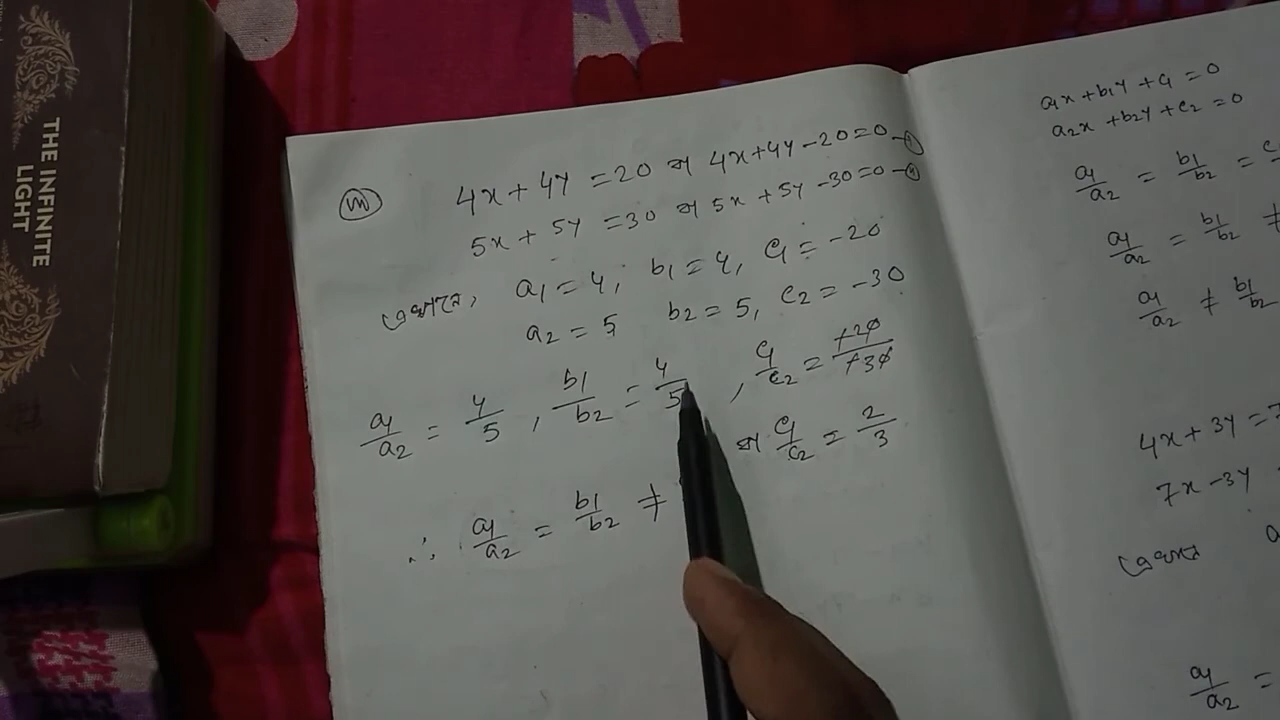 THE INFINITE
LIGHT
(vii) 4x + 4y = 20 বা 4x + 4y - 20 = 0 - (i)
5x + 5y = 30 বা 5x + 5y - 30 = 0 - (ii)
a₁ = 4, b₁ = 4, c₁ = -20
a₂ = 5 b₂ = 5, c₂ = -30
a₁/a₂ = 4/5, b₁/b₂ = 4/5, c₁/c₂ = +20/+30
বা c₁/c₂ = 2/3
∴ a₁/a₂ = b₁/b₂ ≠
a₁x + b₁y + c₁ = 0
a₂x + b₂y + c₂ = 0
a₁/a₂ = b₁/b₂ = c
a₁/a₂ = b₁/b₂ ≠
a₁/a₂ ≠ b₁/b₂
4x + 3y = 7
7x - 3y
a
a₁/a₂ =